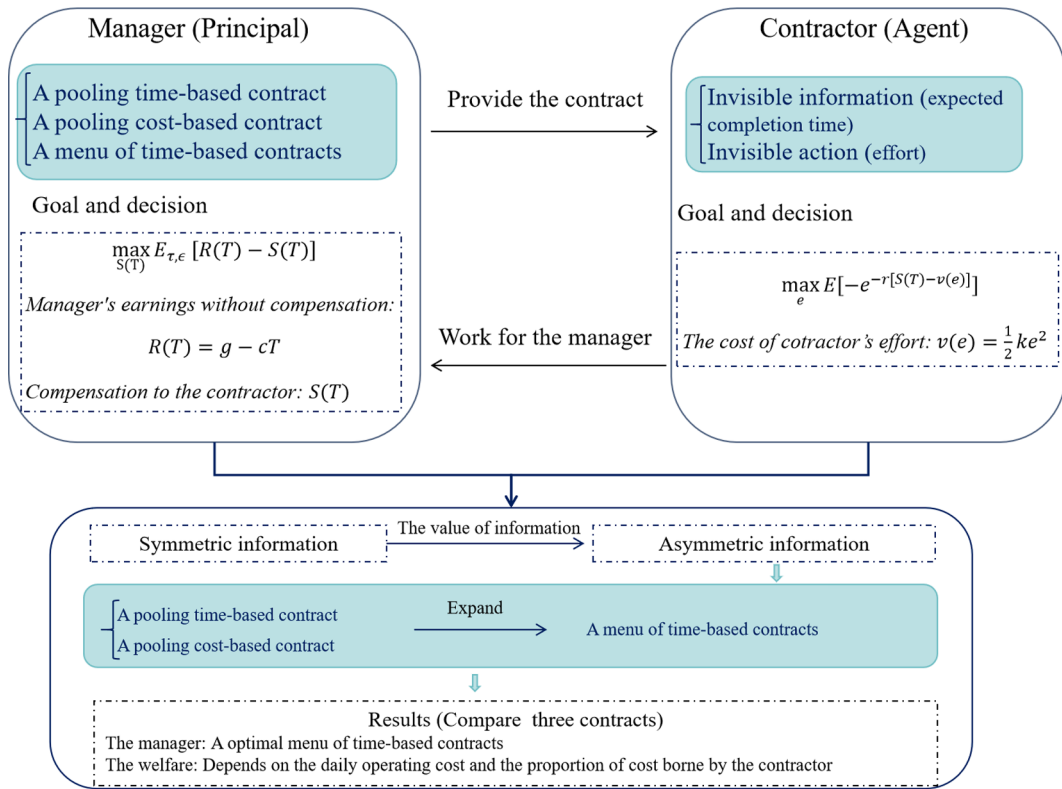 Manager (Principal)
A pooling time-based contract
A pooling cost-based contract
A menu of time-based contracts
Goal and decision
max_{S(T)} E_{τ,ϵ} [R(T) − S(T)]
Manager's earnings without compensation:
R(T) = g − cT
Compensation to the contractor: S(T)
Provide the contract
Work for the manager
Contractor (Agent)
Invisible information (expected
completion time)
Invisible action (effort)
Goal and decision
max_e E[−e^{−r[S(T)−v(e)]}]
The cost of cotractor's effort: v(e) = ½ke²
Symmetric information
The value of information
Asymmetric information
A pooling time-based contract
A pooling cost-based contract
Expand
A menu of time-based contracts
Results (Compare three contracts)
The manager: A optimal menu of time-based contracts
The welfare: Depends on the daily operating cost and the proportion of cost borne by the contractor